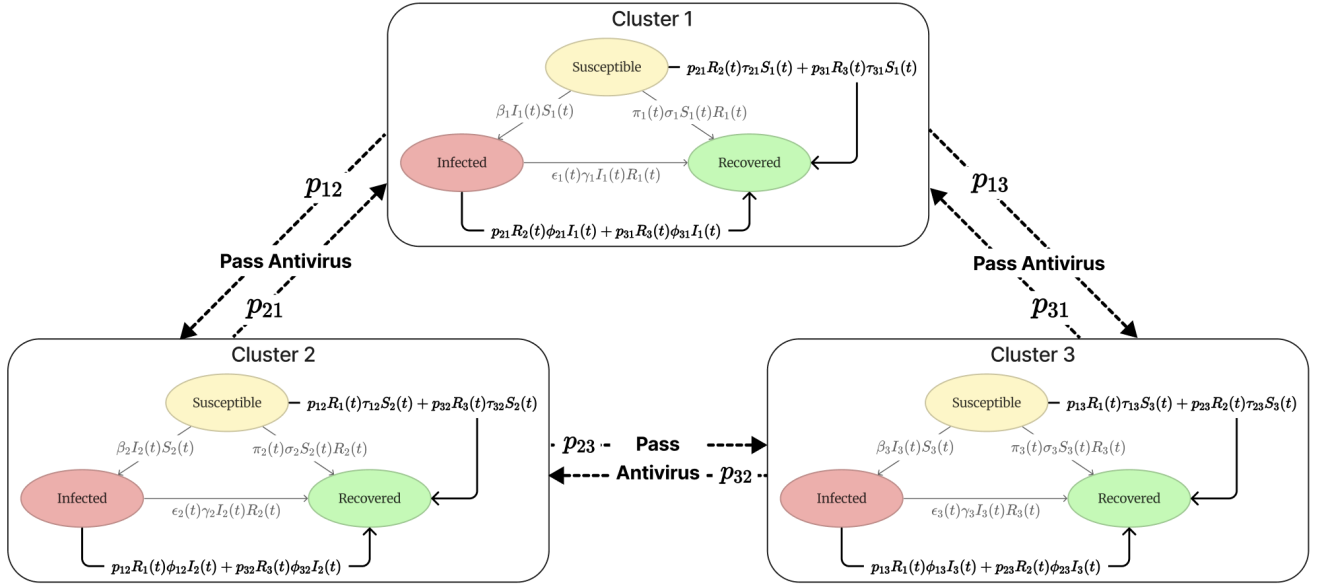 Cluster 1
Susceptible
p₂₁R₂(t)τ₂₁S₁(t) + p₃₁R₃(t)τ₃₁S₁(t)
β₁I₁(t)S₁(t)
π₁(t)σ₁S₁(t)R₁(t)
Infected
Recovered
ϵ₁(t)γ₁I₁(t)R₁(t)
p₂₁R₂(t)ϕ₂₁I₁(t) + p₃₁R₃(t)ϕ₃₁I₁(t)
p₁₂
Pass Antivirus
p₂₁
p₁₃
Pass Antivirus
p₃₁
Cluster 2
Susceptible
p₁₂R₁(t)τ₁₂S₂(t) + p₃₂R₃(t)τ₃₂S₂(t)
β₂I₂(t)S₂(t)
π₂(t)σ₂S₂(t)R₂(t)
Infected
Recovered
ϵ₂(t)γ₂I₂(t)R₂(t)
p₁₂R₁(t)ϕ₁₂I₂(t) + p₃₂R₃(t)ϕ₃₂I₂(t)
p₂₃ Pass
Antivirus p₃₂
Cluster 3
Susceptible
p₁₃R₁(t)τ₁₃S₃(t) + p₂₃R₂(t)τ₂₃S₃(t)
β₃I₃(t)S₃(t)
π₃(t)σ₃S₃(t)R₃(t)
Infected
Recovered
ϵ₃(t)γ₃I₃(t)R₃(t)
p₁₃R₁(t)ϕ₁₃I₃(t) + p₂₃R₂(t)ϕ₂₃I₃(t)